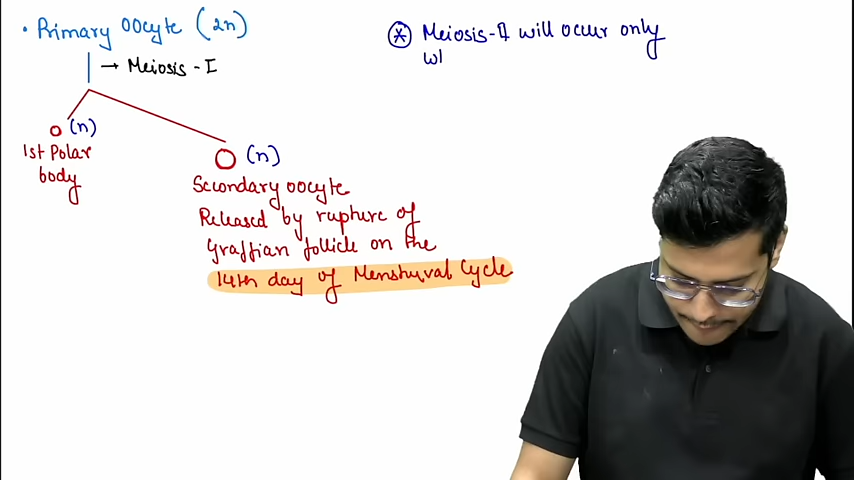 • Primary oocyte (2n)
→ Meiosis - I
(n)
1st Polar
body
(n)
Secondary oocyte
Released by rupture of
Graffian follicle on the
14th day of Menstural Cycle
* Meiosis-II will occur only